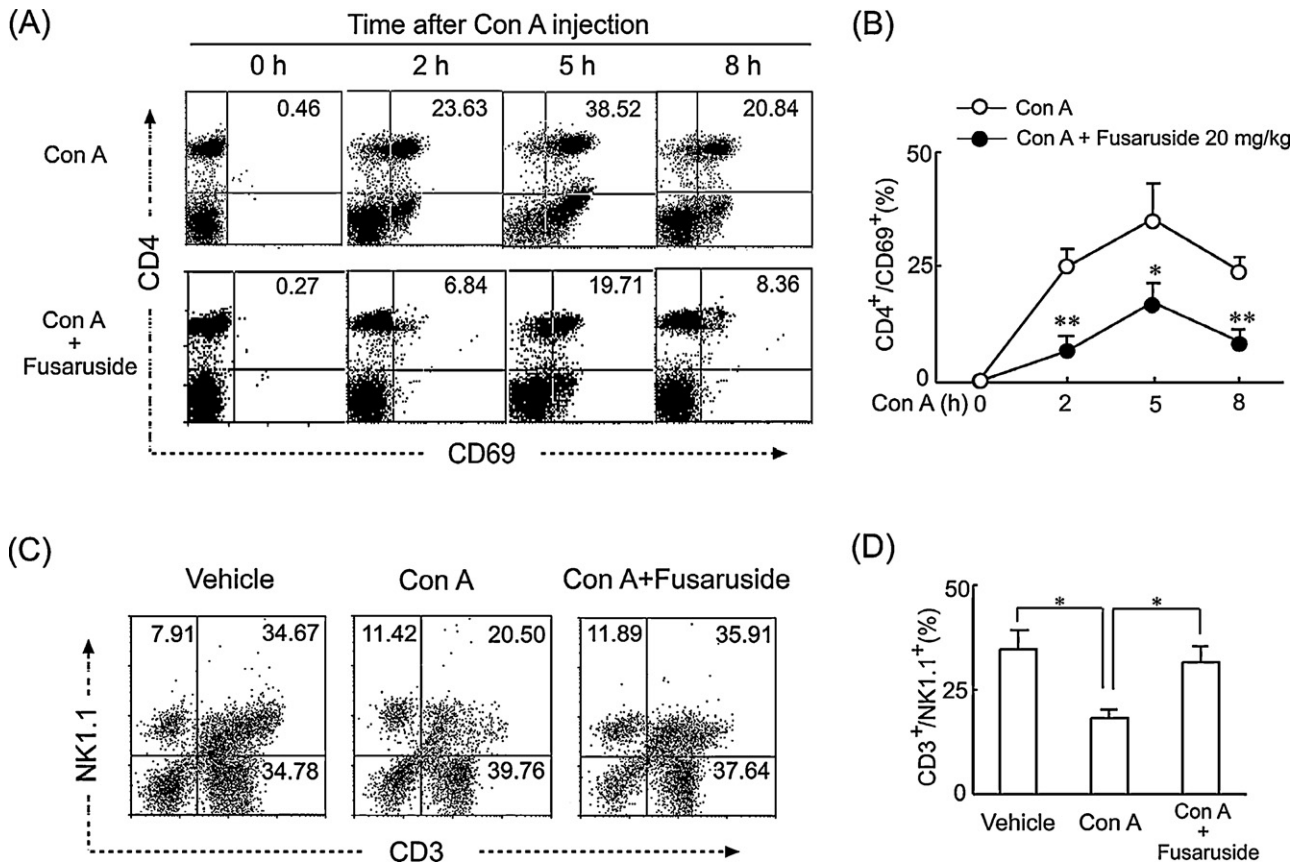 (A)
Time after Con A injection
0 h 2 h 5 h 8 h
Con A
0.46 23.63 38.52 20.84
Con A
+
Fusaruside
0.27 6.84 19.71 8.36
CD4
CD69
(B)
Con A
Con A + Fusaruside 20 mg/kg
CD4+/CD69+(%)
50
25
0
** * **
Con A (h) 0 2 5 8
(C)
Vehicle Con A Con A+Fusaruside
7.91 34.67 11.42 20.50 11.89 35.91
34.78 39.76 37.64
NK1.1
CD3
(D)
CD3+/NK1.1+(%)
50
25
0
* *
Vehicle Con A Con A
+
Fusaruside